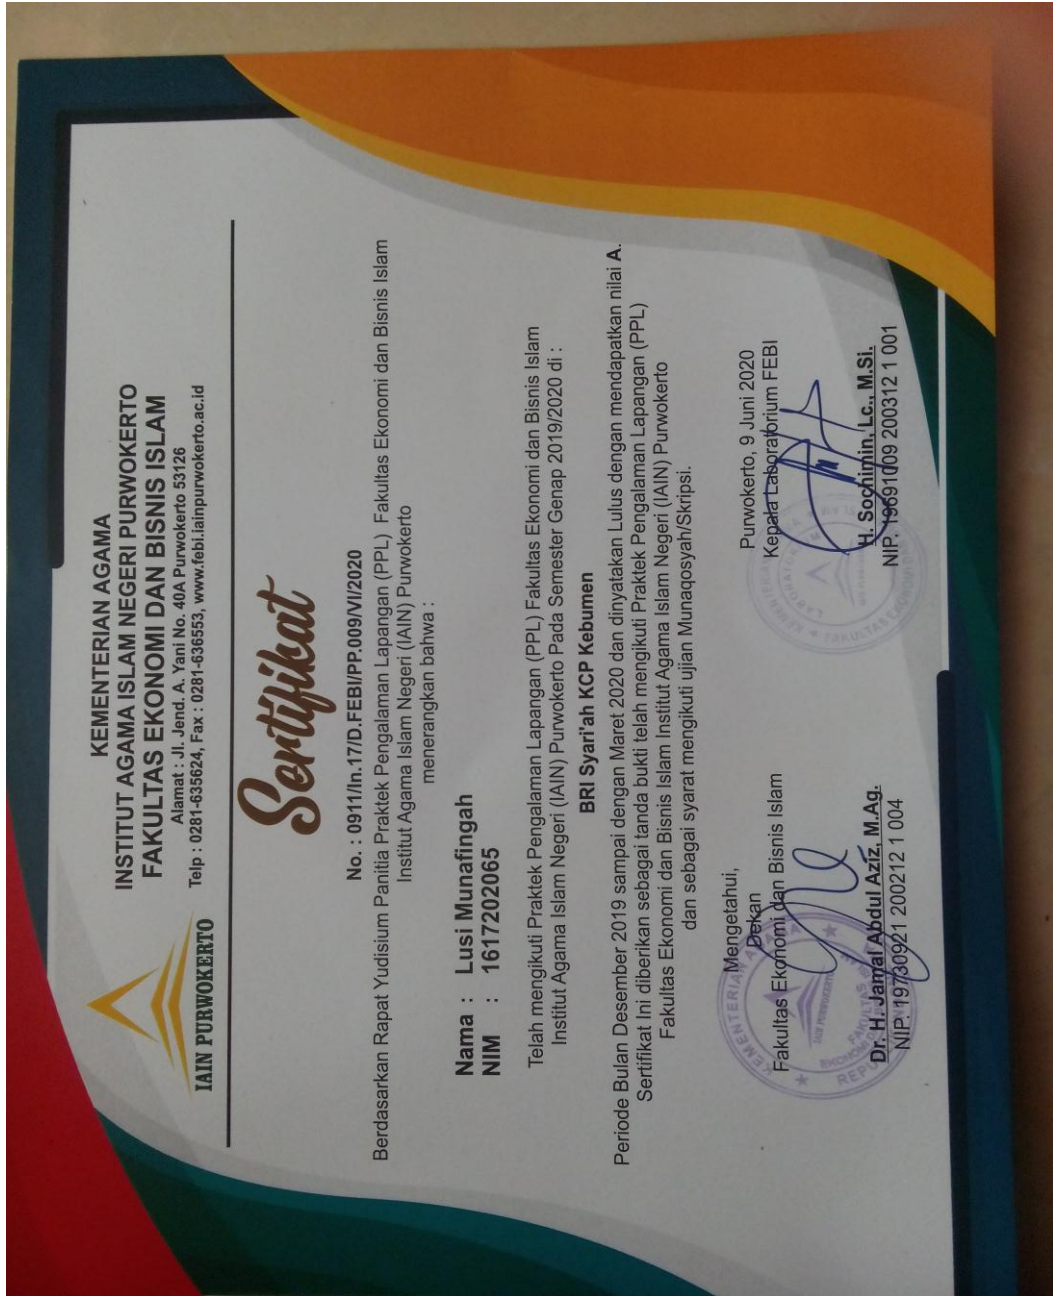 KEMENTERIAN AGAMA
INSTITUT AGAMA ISLAM NEGERI PURWOKERTO
FAKULTAS EKONOMI DAN BISNIS ISLAM
Alamat : Jl. Jend. A. Yani No. 40A Purwokerto 53126
Telp : 0281-635624, Fax : 0281-636553, www.febi.iainpurwokerto.ac.id
IAIN PURWOKERTO
Sertifikat
No. : 0911/In.17/D.FEBI/PP.009/VI/2020
Berdasarkan Rapat Yudisium Panitia Praktek Pengalaman Lapangan (PPL) Fakultas Ekonomi dan Bisnis Islam
Institut Agama Islam Negeri (IAIN) Purwokerto
menerangkan bahwa :
Nama : Lusi Munafingah
NIM : 1617202065
Telah mengikuti Praktek Pengalaman Lapangan (PPL) Fakultas Ekonomi dan Bisnis Islam
Institut Agama Islam Negeri (IAIN) Purwokerto Pada Semester Genap 2019/2020 di :
BRI Syari'ah KCP Kebumen
Periode Bulan Desember 2019 sampai dengan Maret 2020 dan dinyatakan Lulus dengan mendapatkan nilai A.
Sertifikat Ini diberikan sebagai tanda bukti telah mengikuti Praktek Pengalaman Lapangan (PPL)
Fakultas Ekonomi dan Bisnis Islam Institut Agama Islam Negeri (IAIN) Purwokerto
dan sebagai syarat mengikuti ujian Munaqosyah/Skripsi.
Mengetahui,
Dekan
Fakultas Ekonomi dan Bisnis Islam
KEMENTERIAN AGAMA
IAIN PURWOKERTO
FAKULTAS
Dr. H. Jamal Abdul Aziz, M.Ag.
NIP. 19730921 200212 1 004
Purwokerto, 9 Juni 2020
Kepala Laboratorium FEBI
KEMENTERIAN
FAKULTAS
H. Sochimin, Lc., M.Si.
NIP. 19691009 200312 1 001